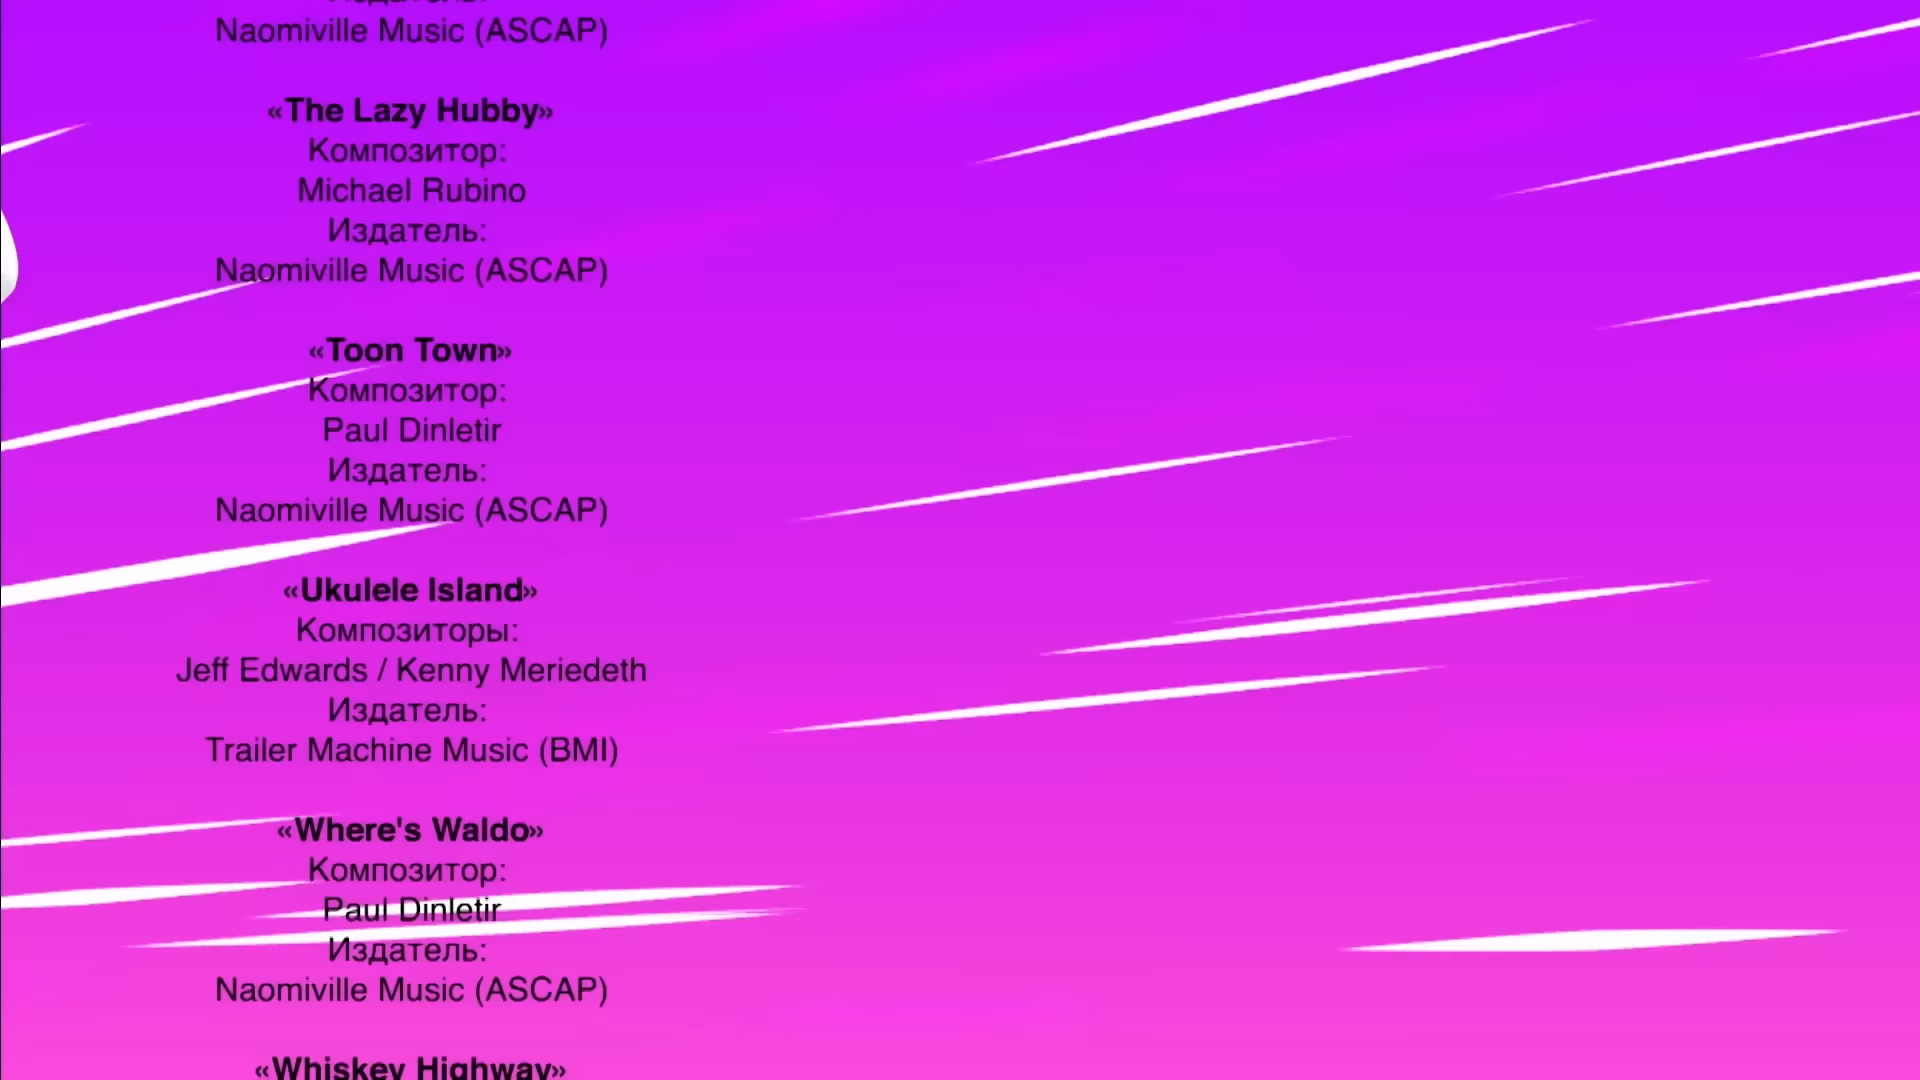 Издатель:
Naomiville Music (ASCAP)
«The Lazy Hubby»
Композитор:
Michael Rubino
Издатель:
Naomiville Music (ASCAP)
«Toon Town»
Композитор:
Paul Dinletir
Издатель:
Naomiville Music (ASCAP)
«Ukulele Island»
Композиторы:
Jeff Edwards / Kenny Meriedeth
Издатель:
Trailer Machine Music (BMI)
«Where's Waldo»
Композитор:
Paul Dinletir
Издатель:
Naomiville Music (ASCAP)
«Whiskey Highway»